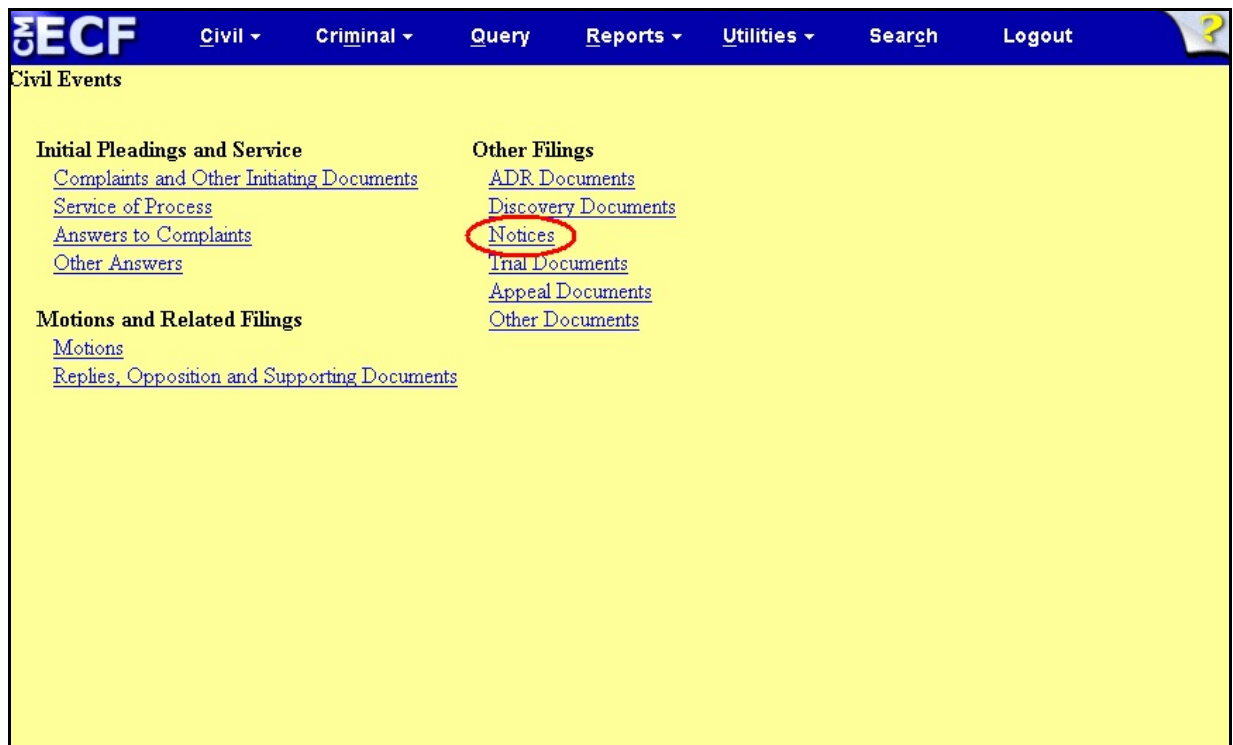 CM ECF Civil Criminal Query Reports Utilities Search Logout ?
Civil Events
Initial Pleadings and Service
Complaints and Other Initiating Documents
Service of Process
Answers to Complaints
Other Answers
Motions and Related Filings
Motions
Replies, Opposition and Supporting Documents
Other Filings
ADR Documents
Discovery Documents
Notices
Trial Documents
Appeal Documents
Other Documents